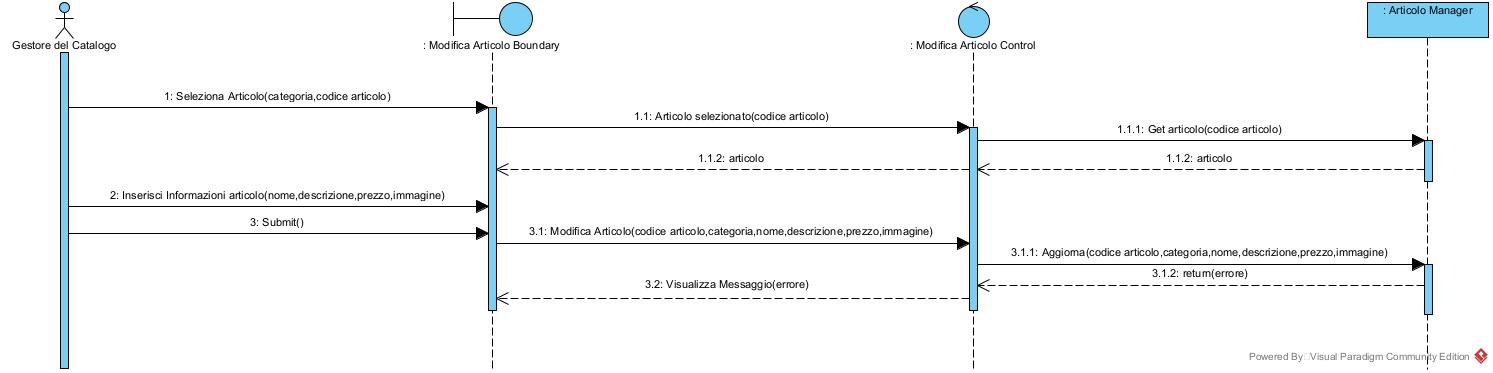 Gestore del Catalogo
: Modifica Articolo Boundary
: Modifica Articolo Control
: Articolo Manager
1: Seleziona Articolo(categoria,codice articolo)
1.1: Articolo selezionato(codice articolo)
1.1.1: Get articolo(codice articolo)
1.1.2: articolo
1.1.2: articolo
2: Inserisci Informazioni articolo(nome,descrizione,prezzo,immagine)
3: Submit()
3.1: Modifica Articolo(codice articolo,categoria,nome,descrizione,prezzo,immagine)
3.1.1: Aggiorna(codice articolo,categoria,nome,descrizione,prezzo,immagine)
3.1.2: return(errore)
3.2: Visualizza Messaggio(errore)
Powered By Visual Paradigm Community Edition